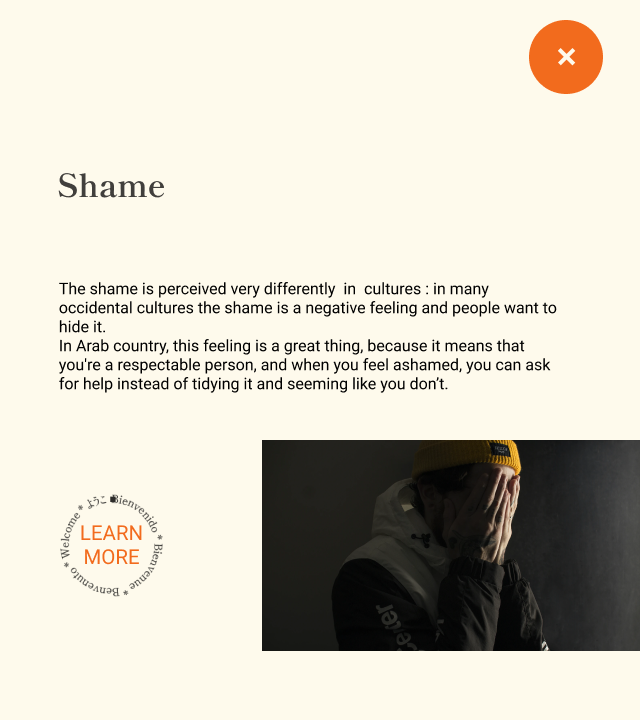 Shame
The shame is perceived very differently  in  cultures : in many
occidental cultures the shame is a negative feeling and people want to
hide it.
In Arab country, this feeling is a great thing, because it means that
you're a respectable person, and when you feel ashamed, you can ask
for help instead of tidying it and seeming like you don’t.
LEARN
MORE
Welcome * ようこ Bienvenido * Bienvenue * Benvenuto *